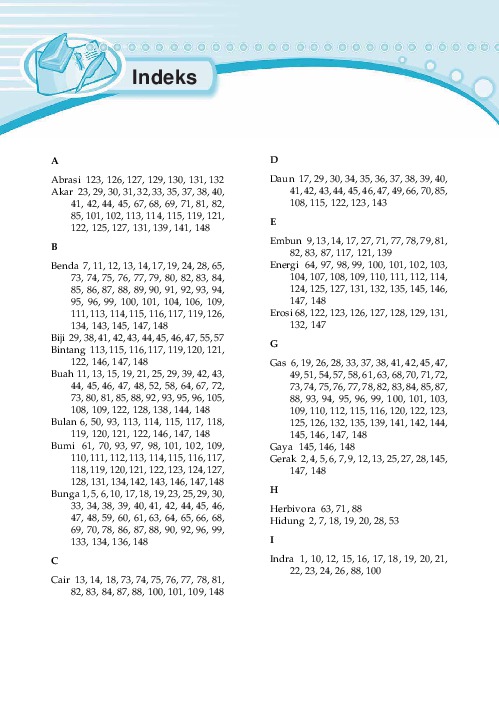 Indeks
A
Abrasi 123, 126, 127, 129, 130, 131, 132
Akar 23, 29, 30, 31, 32, 33, 35, 37, 38, 40,
41, 42, 44, 45, 67, 68, 69, 71, 81, 82,
85, 101, 102, 113, 114, 115, 119, 121,
122, 125, 127, 131, 139, 141, 148
B
Benda 7, 11, 12, 13, 14, 17, 19, 24, 28, 65,
73, 74, 75, 76, 77, 79, 80, 82, 83, 84,
85, 86, 87, 88, 89, 90, 91, 92, 93, 94,
95, 96, 99, 100, 101, 104, 106, 109,
111, 113, 114, 115, 116, 117, 119, 126,
134, 143, 145, 147, 148
Biji 29, 38, 41, 42, 43, 44, 45, 46, 47, 55, 57
Bintang 113, 115, 116, 117, 119, 120, 121,
122, 146, 147, 148
Buah 11, 13, 15, 19, 21, 25, 29, 39, 42, 43,
44, 45, 46, 47, 48, 52, 58, 64, 67, 72,
73, 80, 81, 85, 88, 92, 93, 95, 96, 105,
108, 109, 122, 128, 138, 144, 148
Bulan 6, 50, 93, 113, 114, 115, 117, 118,
119, 120, 121, 122, 146, 147, 148
Bumi 61, 70, 93, 97, 98, 101, 102, 109,
110, 111, 112, 113, 114, 115, 116, 117,
118, 119, 120, 121, 122, 123, 124, 127,
128, 131, 134, 142, 143, 146, 147, 148
Bunga 1, 5, 6, 10, 17, 18, 19, 23, 25, 29, 30,
33, 34, 38, 39, 40, 41, 42, 44, 45, 46,
47, 48, 59, 60, 61, 63, 64, 65, 66, 68,
69, 70, 78, 86, 87, 88, 90, 92, 96, 99,
133, 134, 136, 148
C
Cair 13, 14, 18, 73, 74, 75, 76, 77, 78, 81,
82, 83, 84, 87, 88, 100, 101, 109, 148
D
Daun 17, 29, 30, 34, 35, 36, 37, 38, 39, 40,
41, 42, 43, 44, 45, 46, 47, 49, 66, 70, 85,
108, 115, 122, 123, 143
E
Embun 9, 13, 14, 17, 27, 71, 77, 78, 79, 81,
82, 83, 87, 117, 121, 139
Energi 64, 97, 98, 99, 100, 101, 102, 103,
104, 107, 108, 109, 110, 111, 112, 114,
124, 125, 127, 131, 132, 135, 145, 146,
147, 148
Erosi 68, 122, 123, 126, 127, 128, 129, 131,
132, 147
G
Gas 6, 19, 26, 28, 33, 37, 38, 41, 42, 45, 47,
49, 51, 54, 57, 58, 61, 63, 68, 70, 71, 72,
73, 74, 75, 76, 77, 78, 82, 83, 84, 85, 87,
88, 93, 94, 95, 96, 99, 100, 101, 103,
109, 110, 112, 115, 116, 120, 122, 123,
125, 126, 132, 135, 139, 141, 142, 144,
145, 146, 147, 148
Gaya 145, 146, 148
Gerak 2, 4, 5, 6, 7, 9, 12, 13, 25, 27, 28, 145,
147, 148
H
Herbivora 63, 71, 88
Hidung 2, 7, 18, 19, 20, 28, 53
I
Indra 1, 10, 12, 15, 16, 17, 18, 19, 20, 21,
22, 23, 24, 26, 88, 100